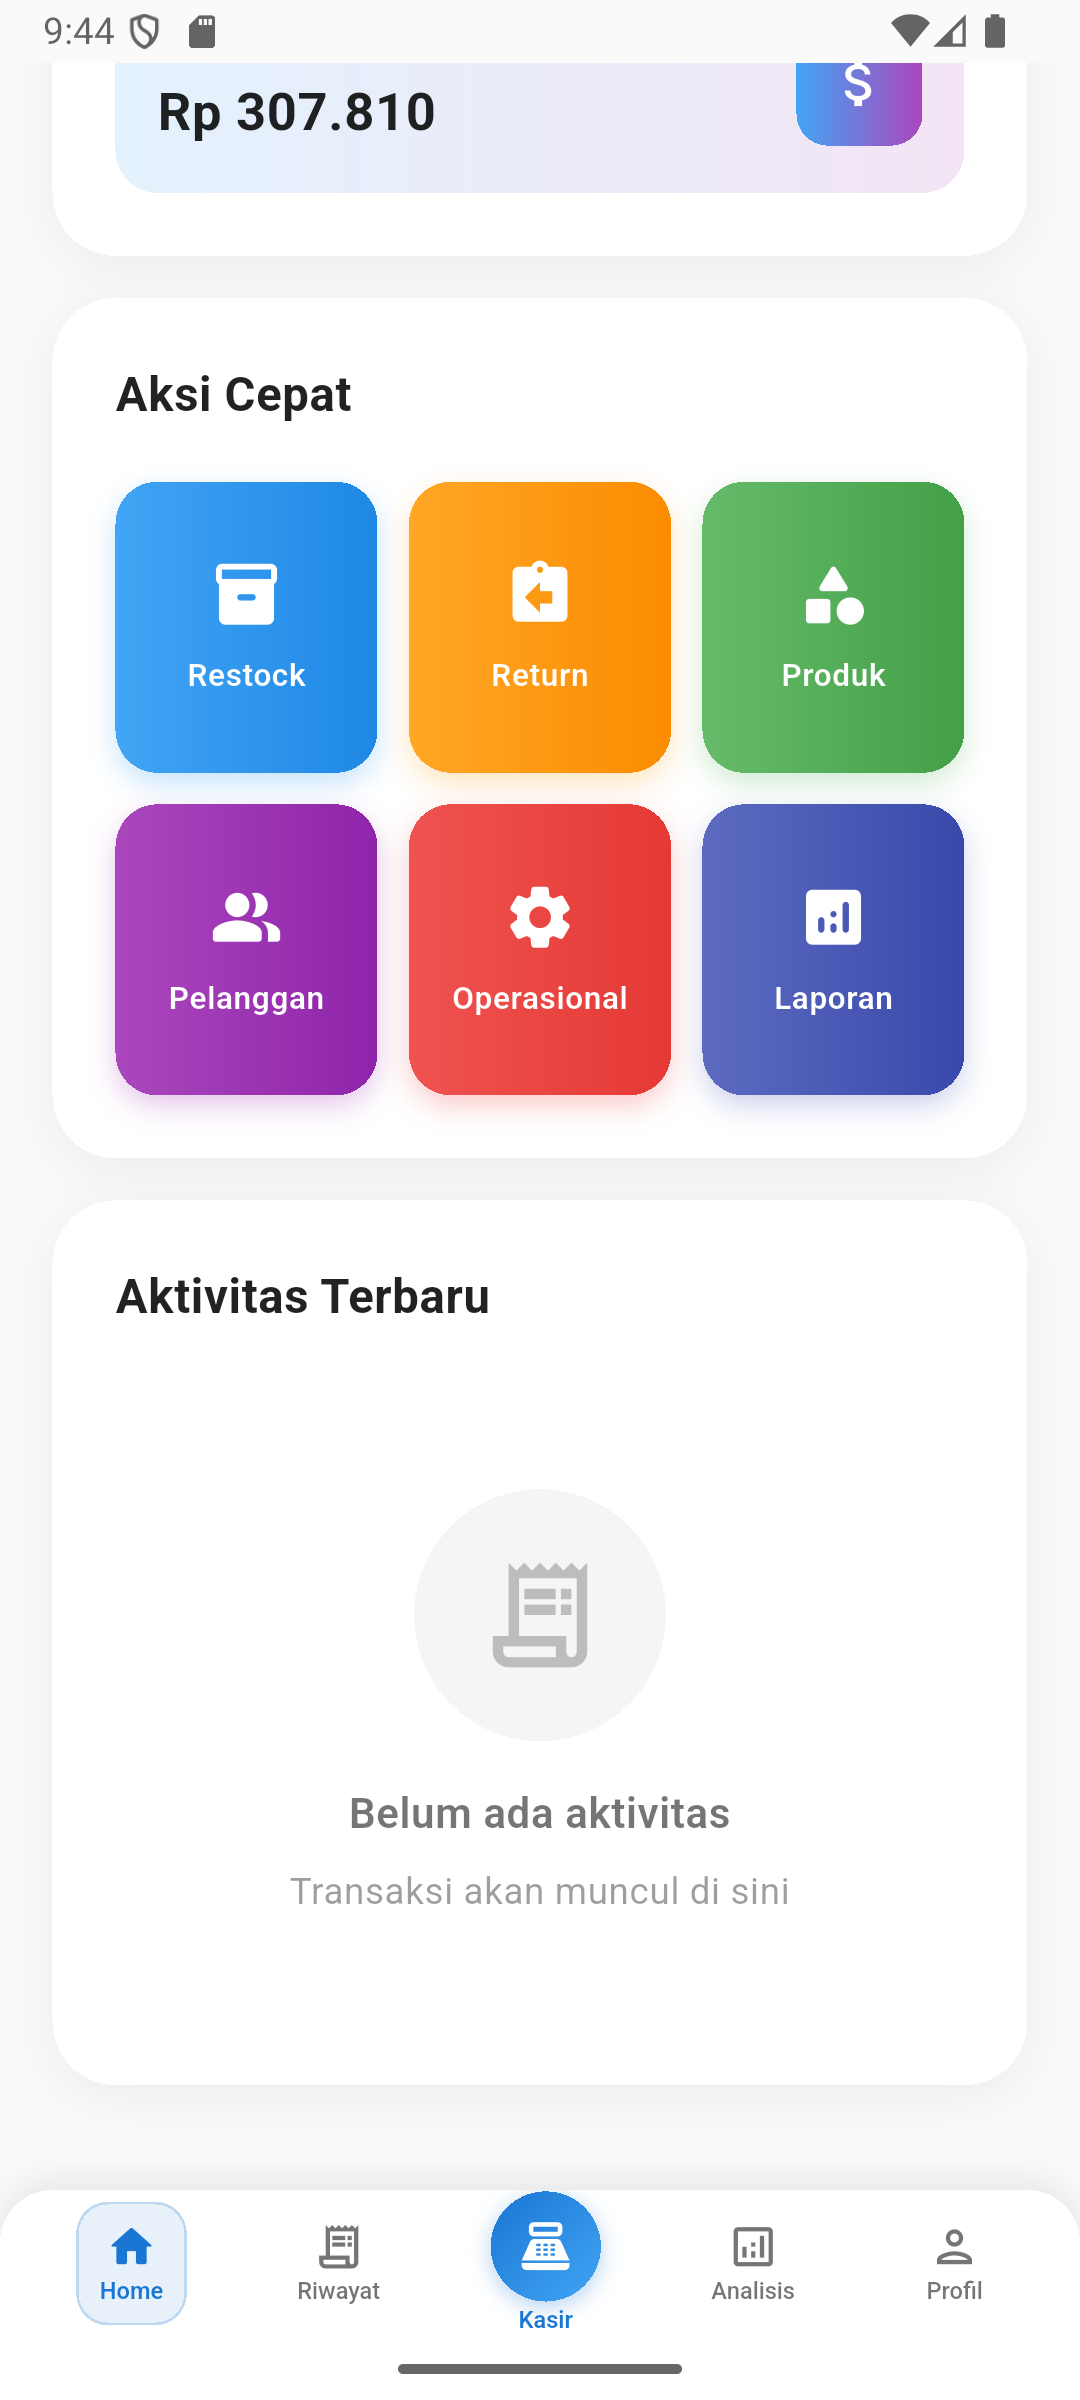 9:44
Rp 307.810
$
Aksi Cepat
Restock
Return
Produk
Pelanggan
Operasional
Laporan
Aktivitas Terbaru
Belum ada aktivitas
Transaksi akan muncul di sini
Home
Riwayat
Kasir
Analisis
Profil